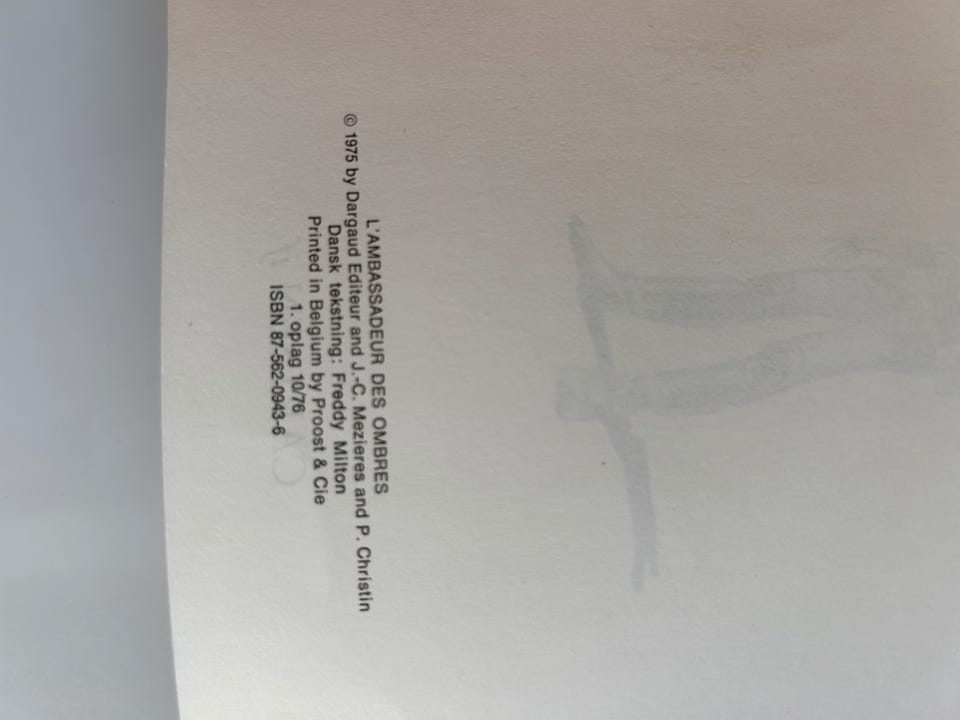 L'AMBASSADEUR DES OMBRES
© 1975 by Dargaud Editeur and J.-C. Mezieres and P. Christin
Dansk tekstning: Freddy Milton
Printed in Belgium by Proost & Cie
1. oplag 10/76
ISBN 87-562-0943-6